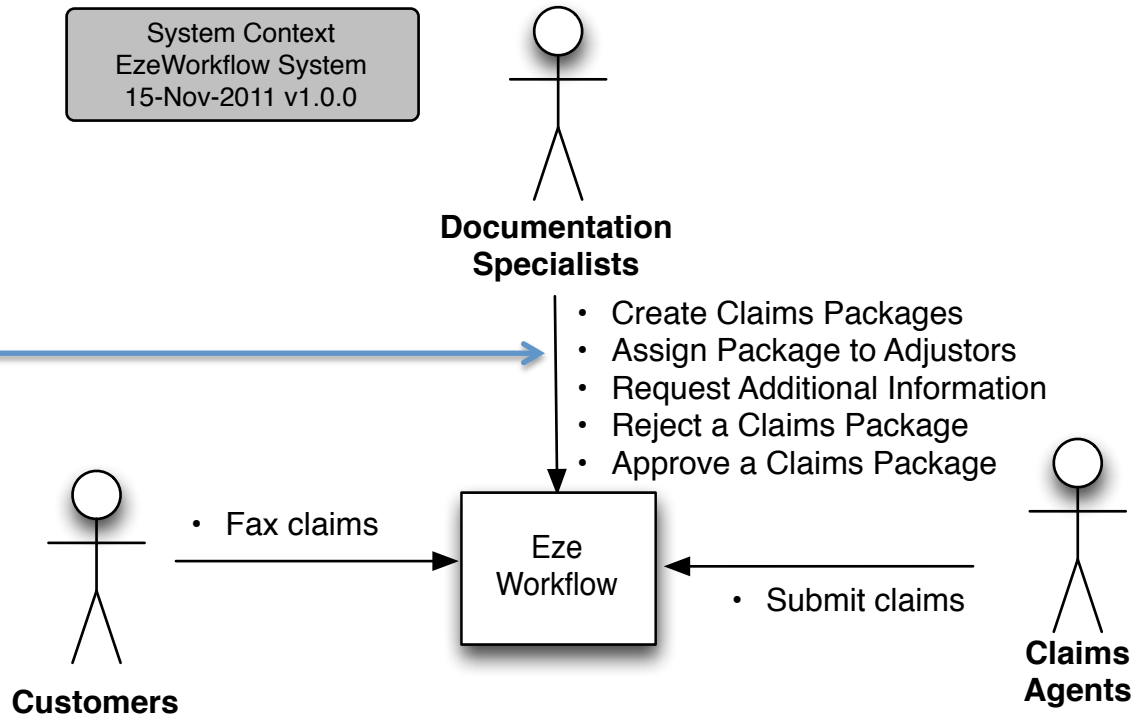 System Context
EzeWorkflow System
15-Nov-2011 v1.0.0
Documentation
Specialists
• Create Claims Packages
• Assign Package to Adjustors
• Request Additional Information
• Reject a Claims Package
• Approve a Claims Package
• Fax claims
Eze
Workflow
• Submit claims
Customers
Claims
Agents